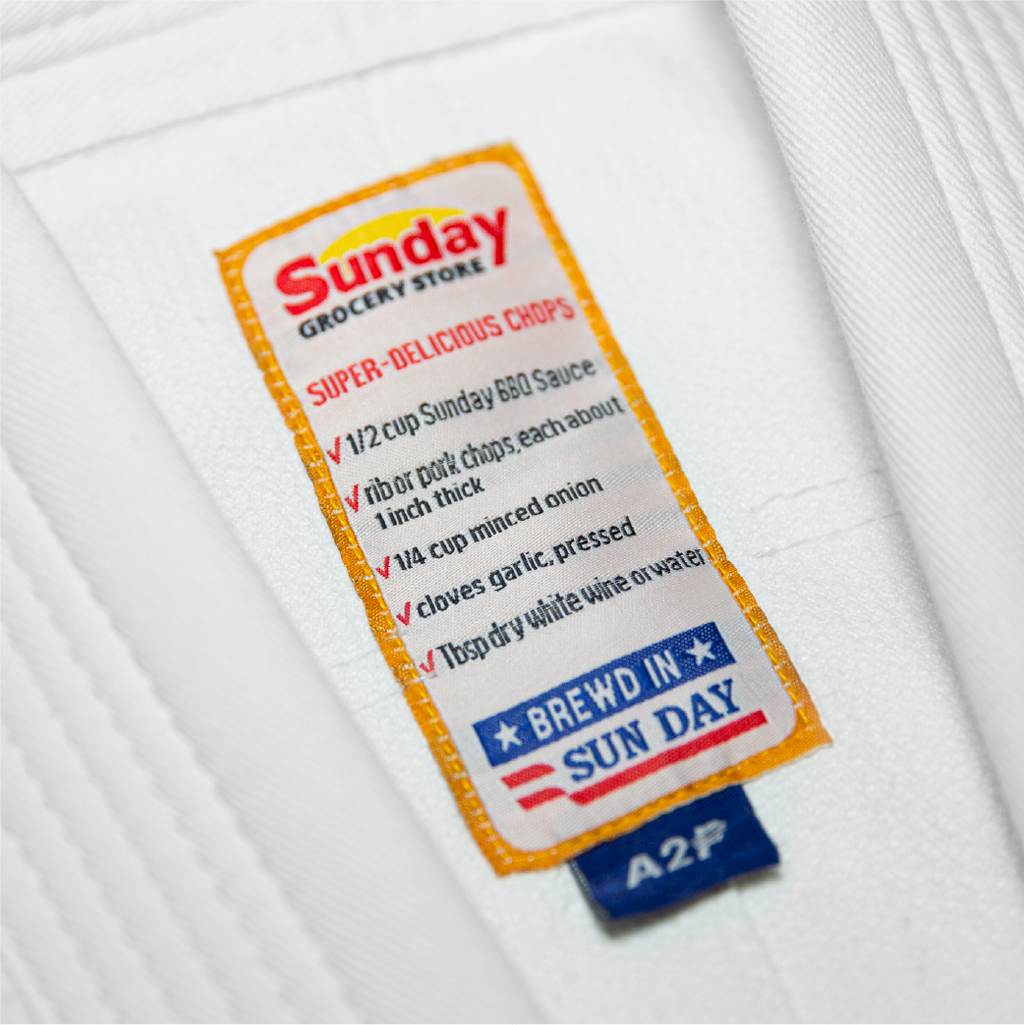 Sunday
GROCERY STORE
SUPER-DELICIOUS CHOPS
✓ 1/2 cup Sunday BBQ Sauce
✓ rib or pork chops, each about
1 inch thick
✓ 1/4 cup minced onion
✓ cloves garlic, pressed
✓ Tbsp dry white wine or water
★ BREWD IN ★
SUN DAY
A2F